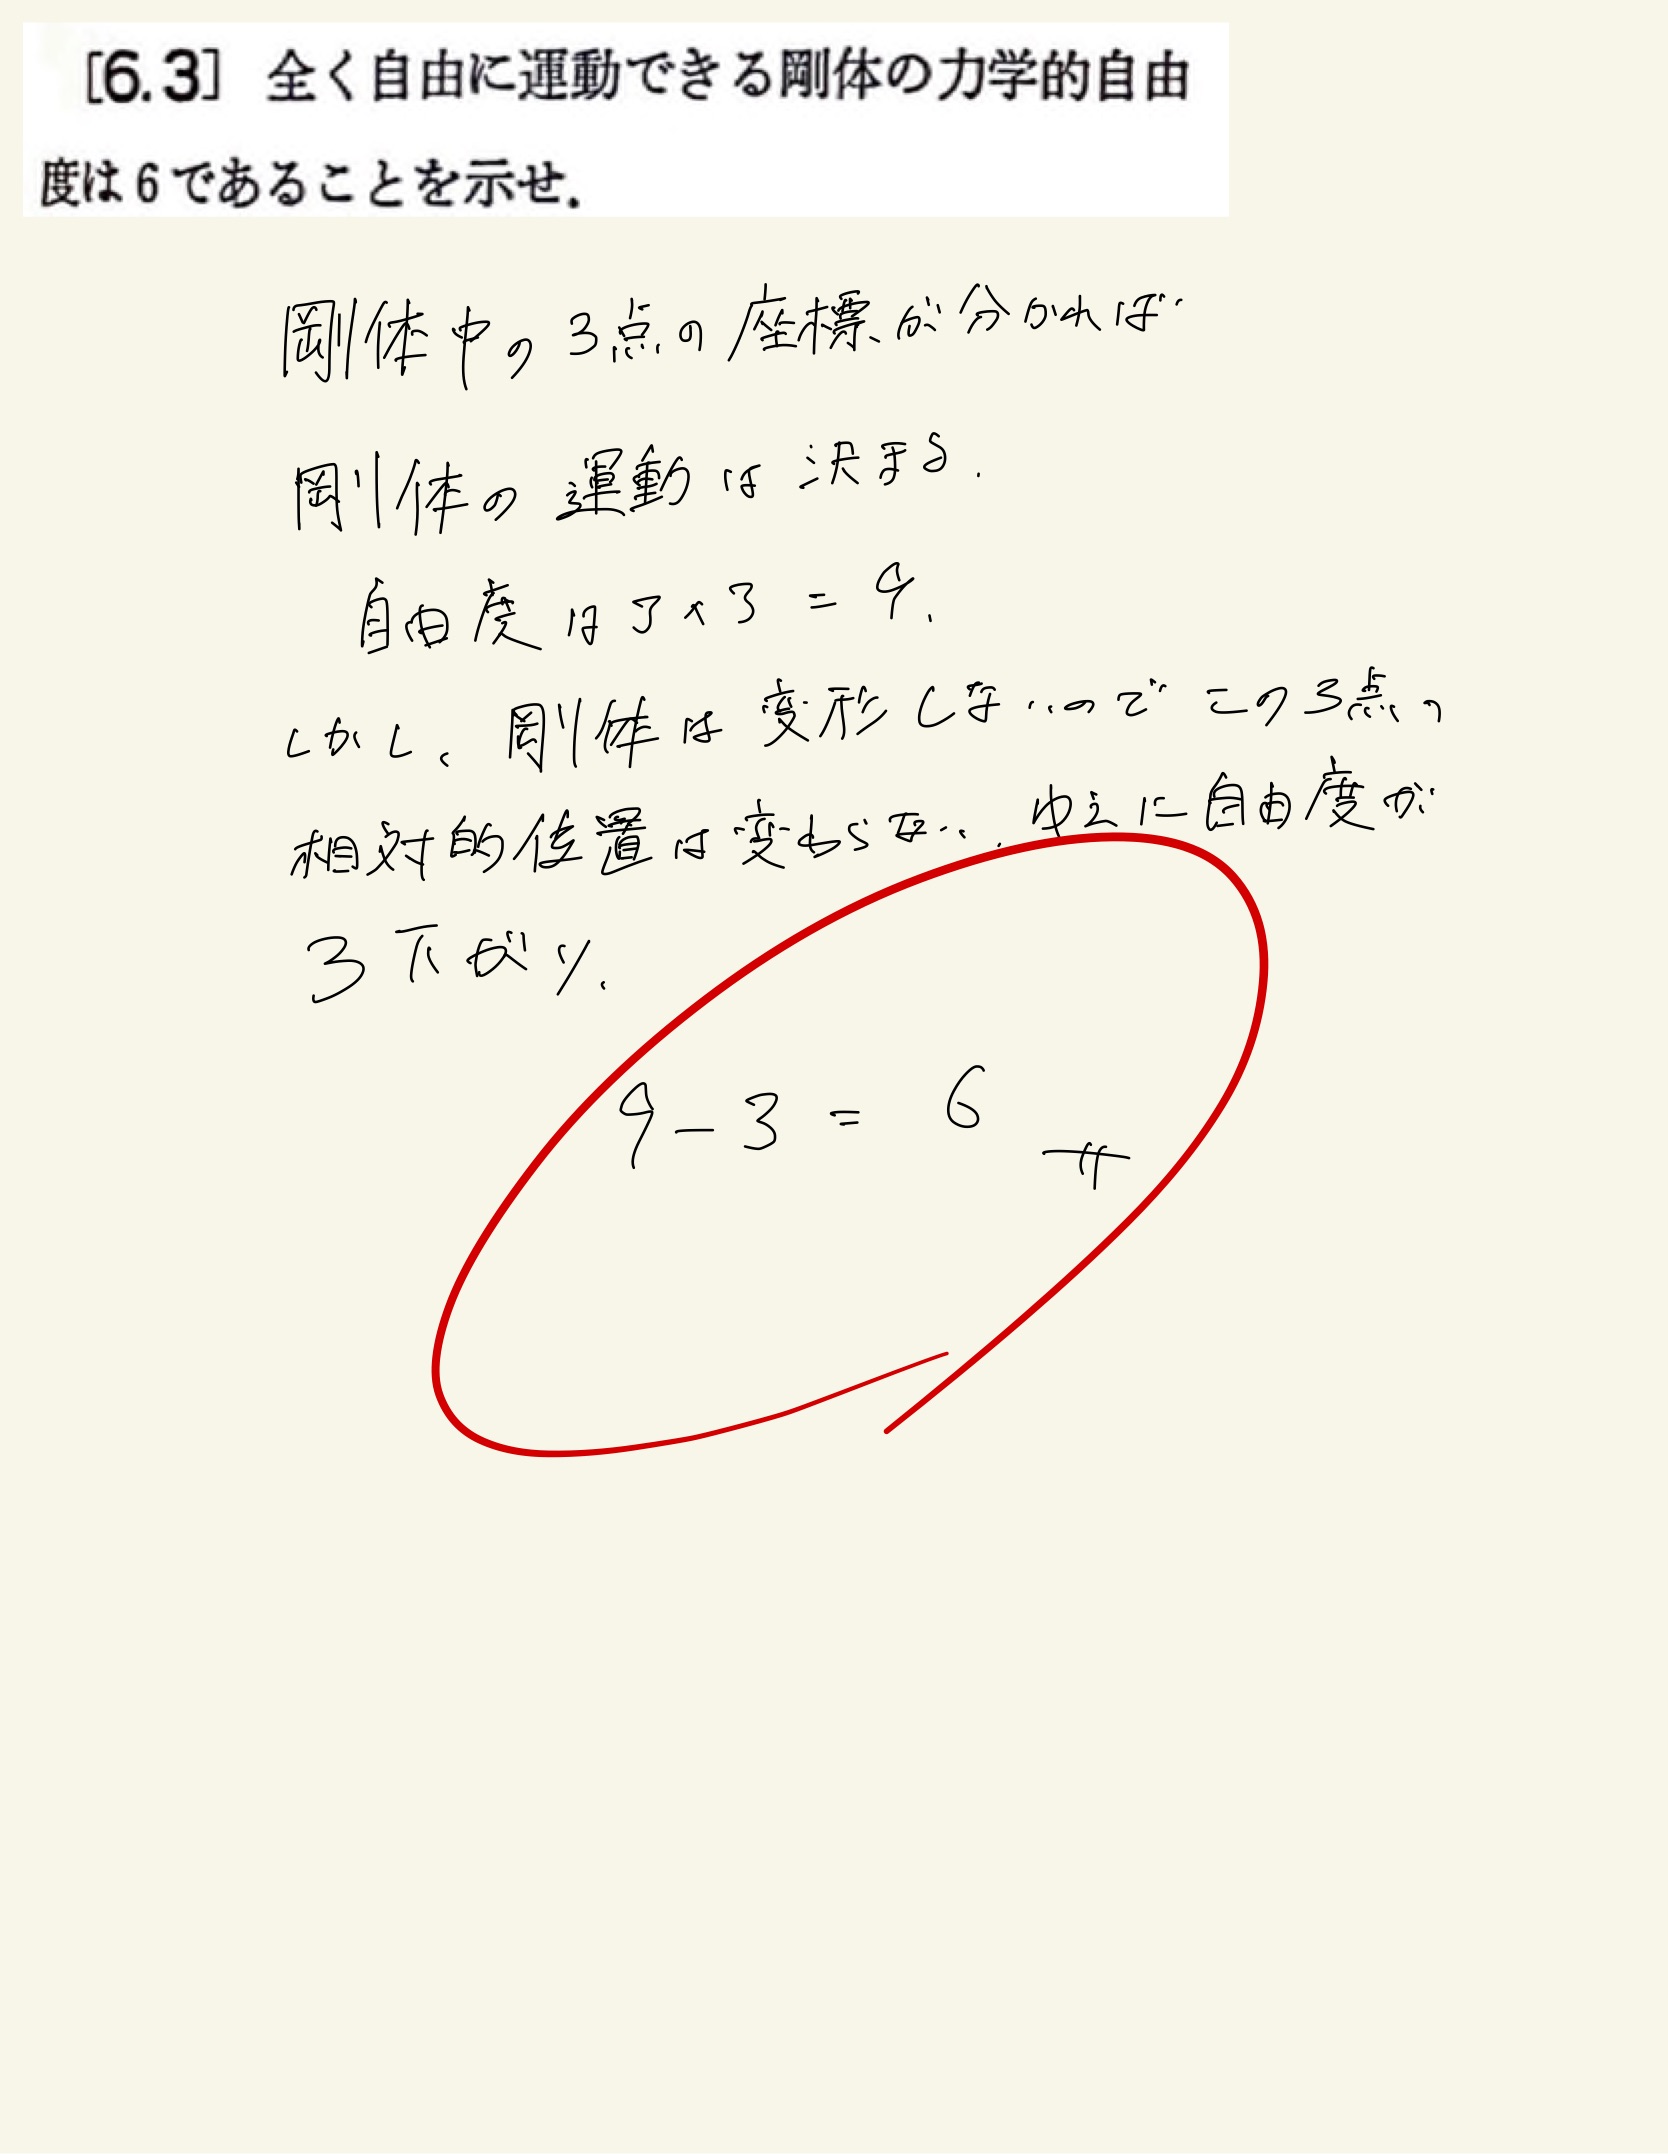 [6.3] 全く自由に運動できる剛体の力学的自由
度は6であることを示せ.
剛体中の3点の座標が分かれば
剛体の運動は決まる.
自由度は3×3=9.
しかし、剛体は変形しないのでこの3点の
相対的位置は変わらない. ゆえに自由度が
3下がり.
9-3=6